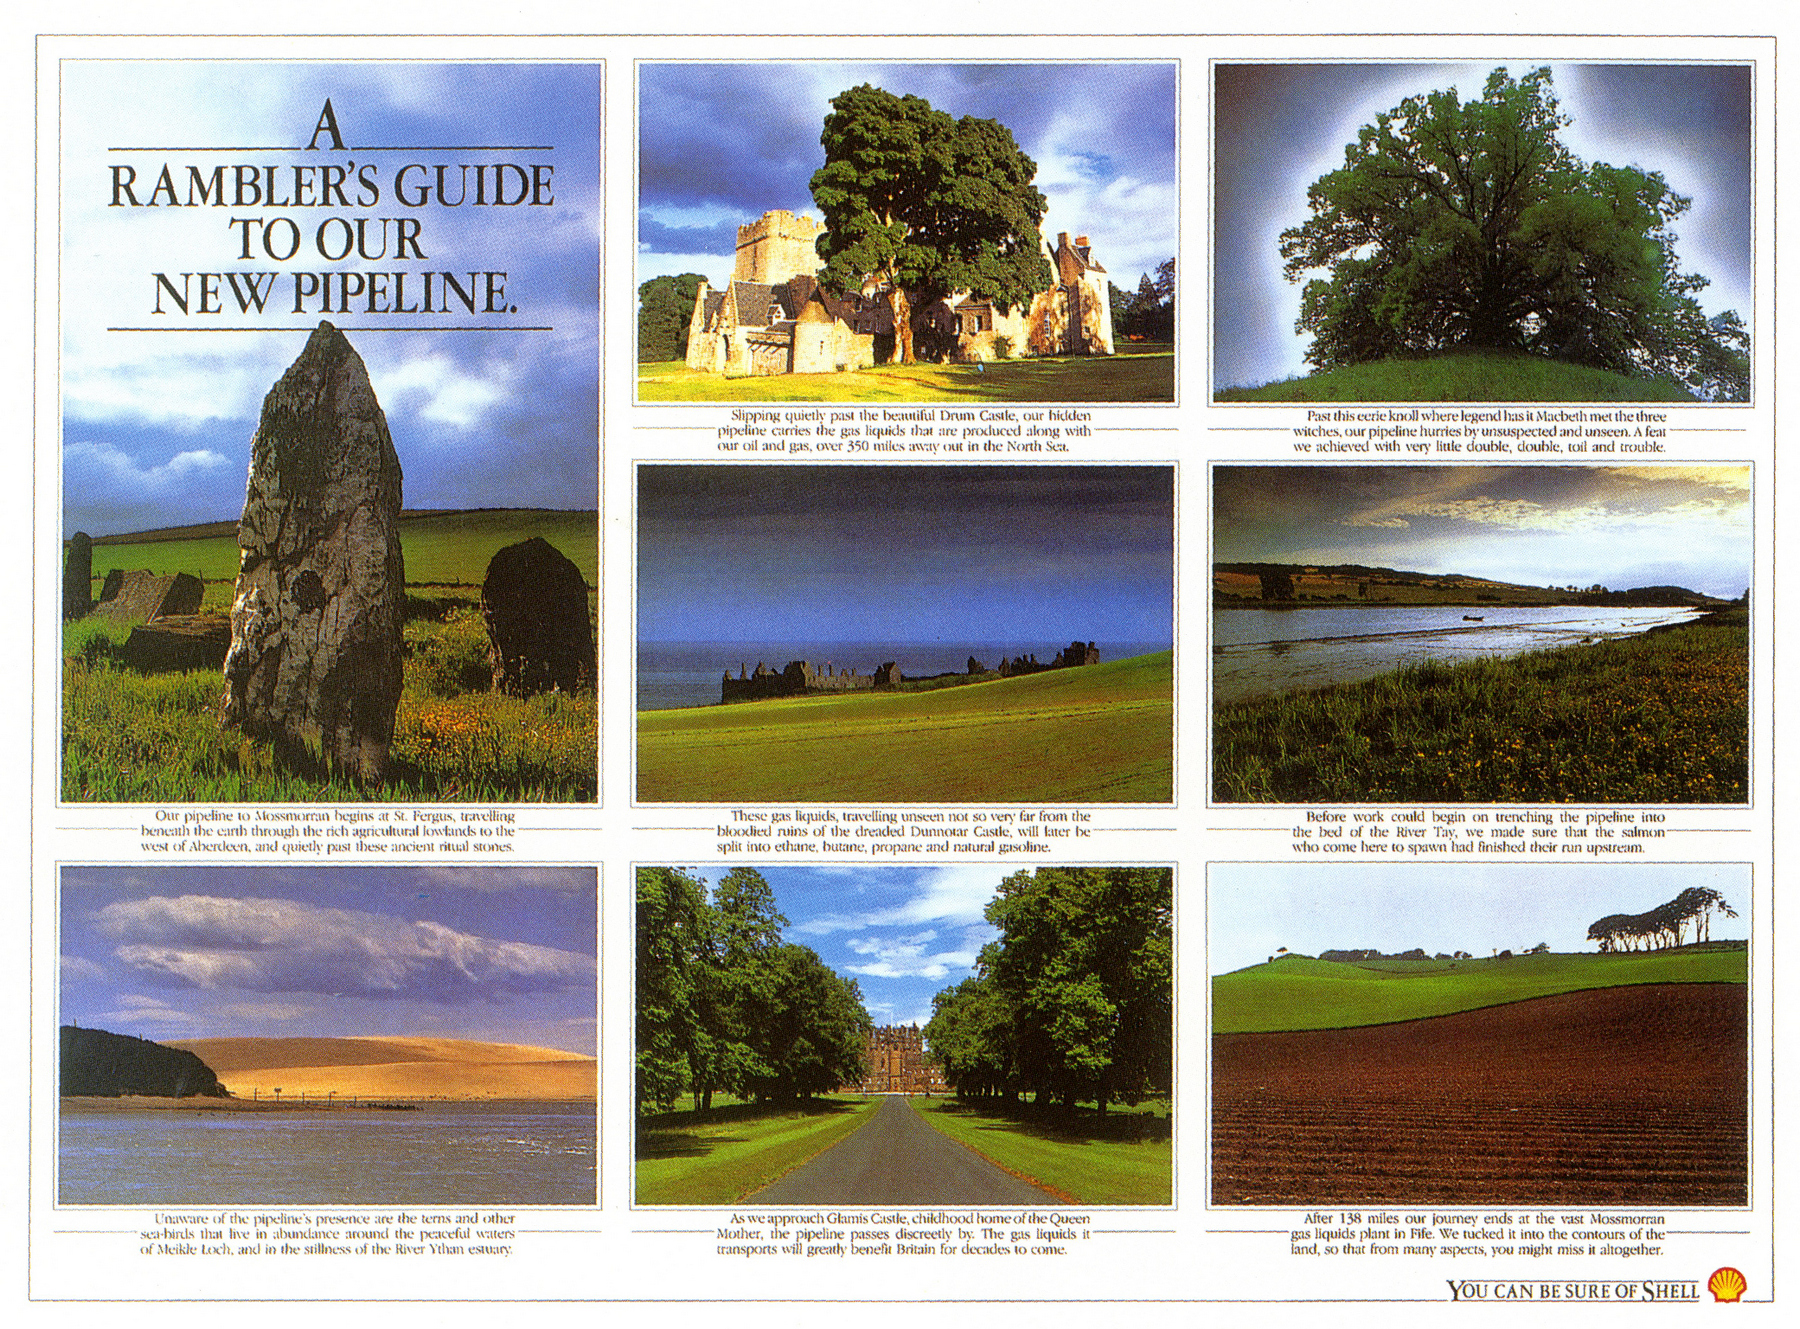 A
RAMBLER'S GUIDE
TO OUR
NEW PIPELINE.
Our pipeline to Mossmorran begins at St. Fergus, travelling
beneath the earth through the rich agricultural lowlands to the
west of Aberdeen, and quietly past these ancient ritual stones.
Unaware of the pipeline's presence are the terns and other
sea-birds that live in abundance around the peaceful waters
of Meikle Loch, and in the stillness of the River Ythan estuary.
Slipping quietly past the beautiful Drum Castle, our hidden
pipeline carries the gas liquids that are produced along with
our oil and gas, over 350 miles away out in the North Sea.
These gas liquids, travelling unseen not so very far from the
bloodied ruins of the dreaded Dunnotar Castle, will later be
split into ethane, butane, propane and natural gasoline.
As we approach Glamis Castle, childhood home of the Queen
Mother, the pipeline passes discreetly by. The gas liquids it
transports will greatly benefit Britain for decades to come.
Past this eerie knoll where legend has it Macbeth met the three
witches, our pipeline hurries by unsuspected and unseen. A feat
we achieved with very little double, double, toil and trouble.
Before work could begin on trenching the pipeline into
the bed of the River Tay, we made sure that the salmon
who come here to spawn had finished their run upstream.
After 138 miles our journey ends at the vast Mossmorran
gas liquids plant in Fife. We tucked it into the contours of the
land, so that from many aspects, you might miss it altogether.
YOU CAN BE SURE OF SHELL